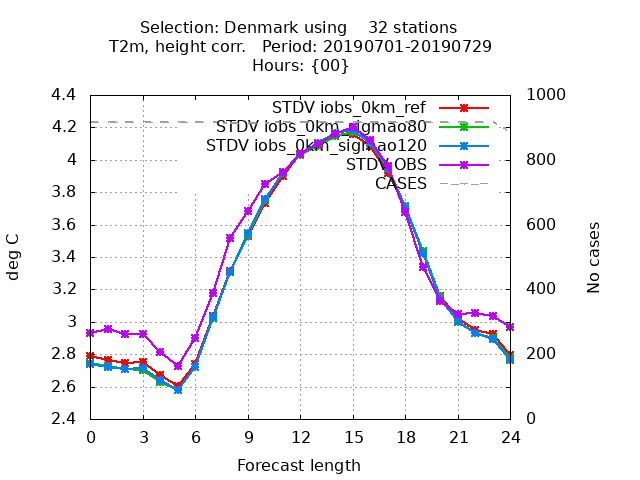 Selection: Denmark using    32 stations
T2m, height corr.   Period: 20190701-20190729
Hours: {00}
4.4
4.2
4
3.8
3.6
3.4
3.2
3
2.8
2.6
2.4
deg C
STDV iobs_0km_ref
STDV iobs_0km_sigmao80
STDV iobs_0km_sigmao120
STDV OBS
CASES
1000
800
600
400
200
0
No cases
0 3 6 9 12 15 18 21 24
Forecast length